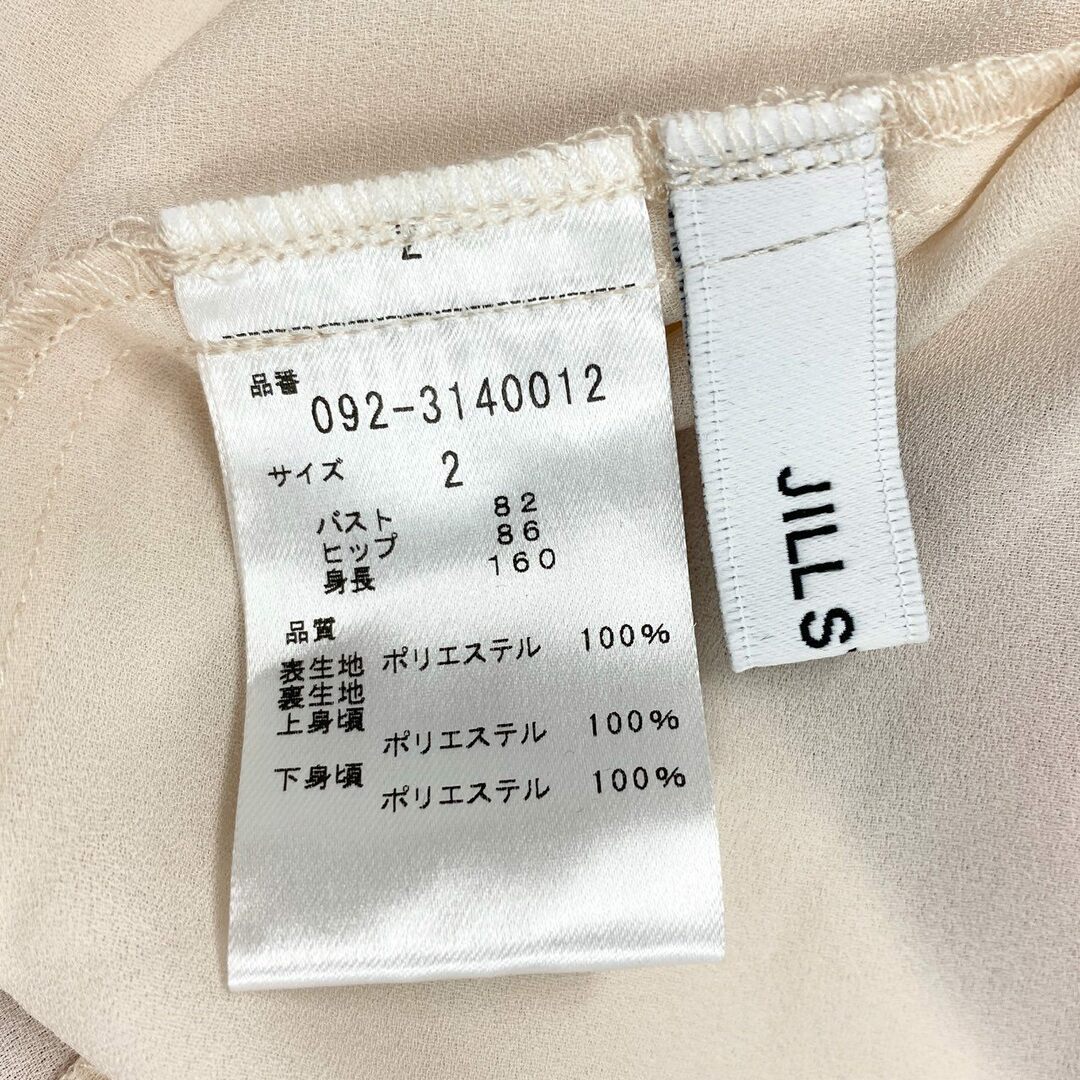 2
品番
092-3140012
サイズ 2
バスト 82
ヒップ 86
身長 160
品質
表生地 ポリエステル 100%
裏生地
上身頃 ポリエステル 100%
下身頃 ポリエステル 100%
JILL S